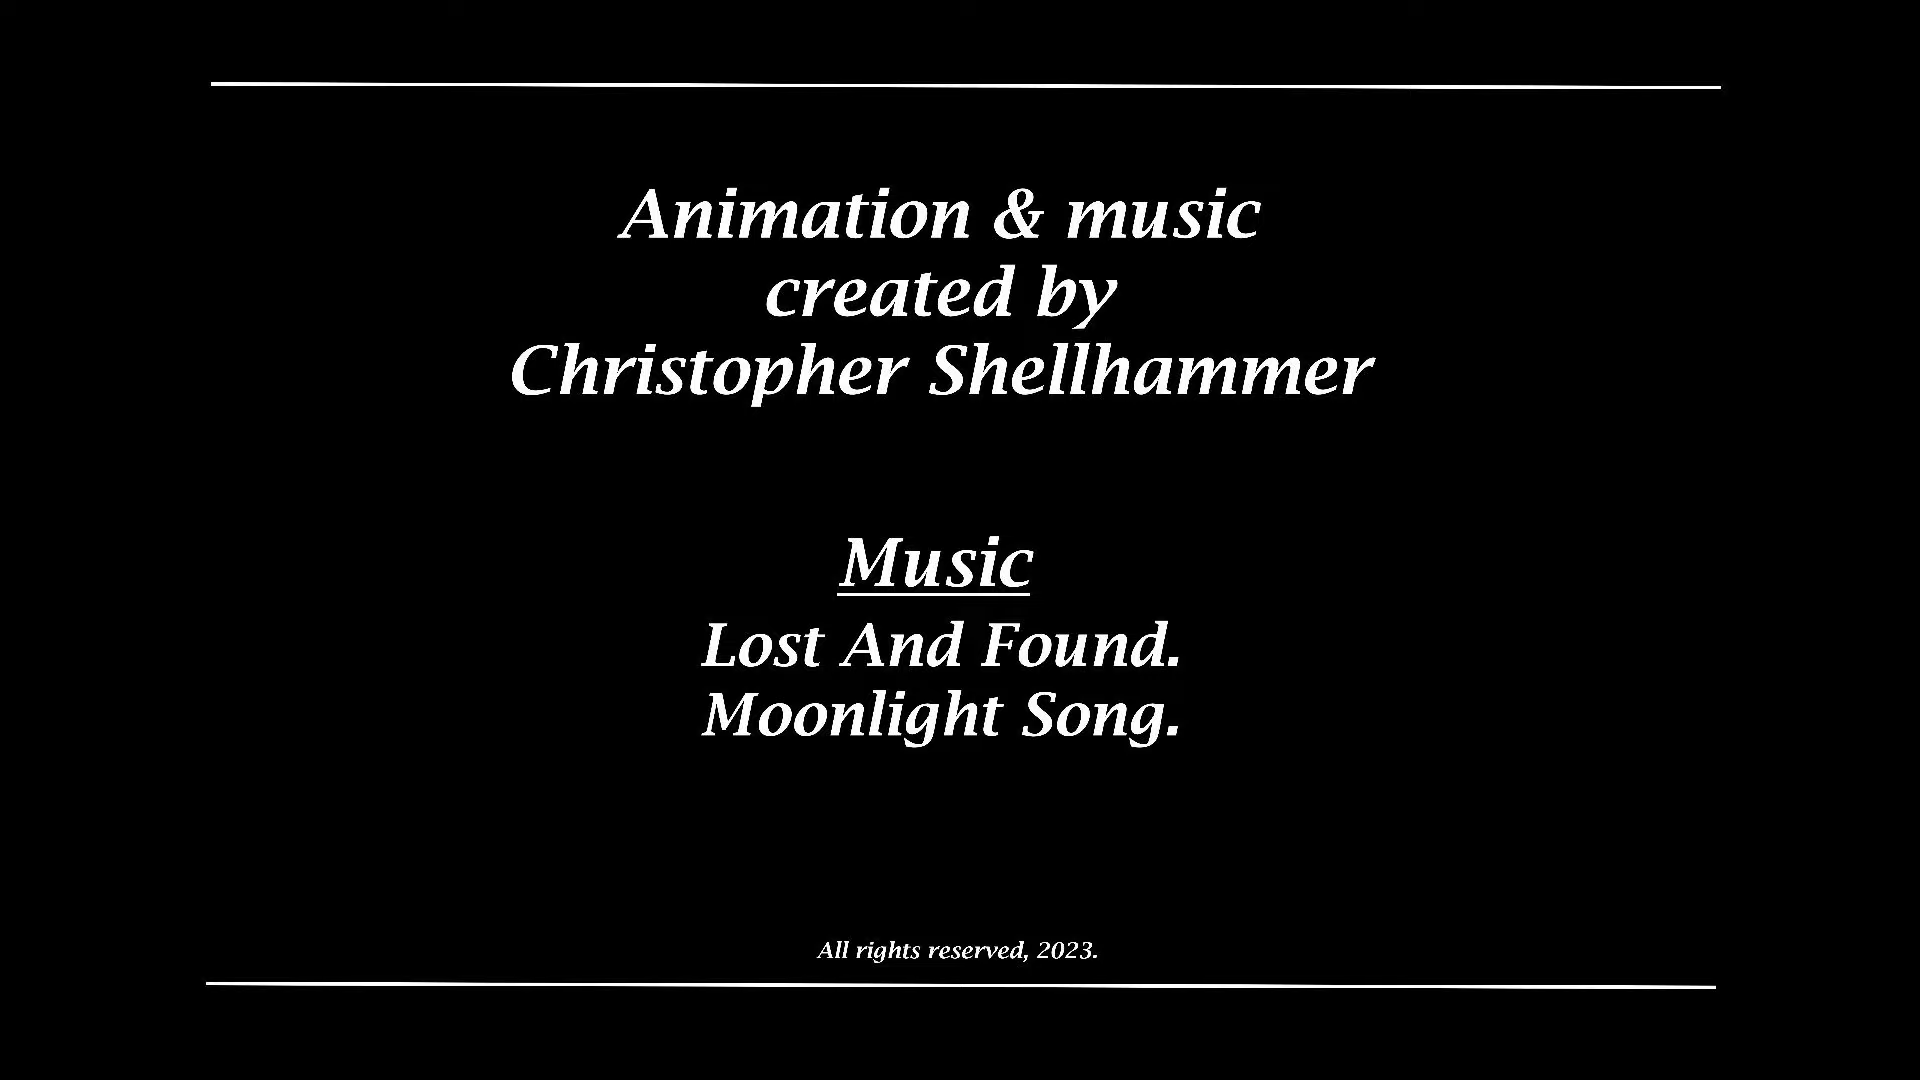 Animation & music
created by
Christopher Shellhammer
Music
Lost And Found.
Moonlight Song.
All rights reserved, 2023.